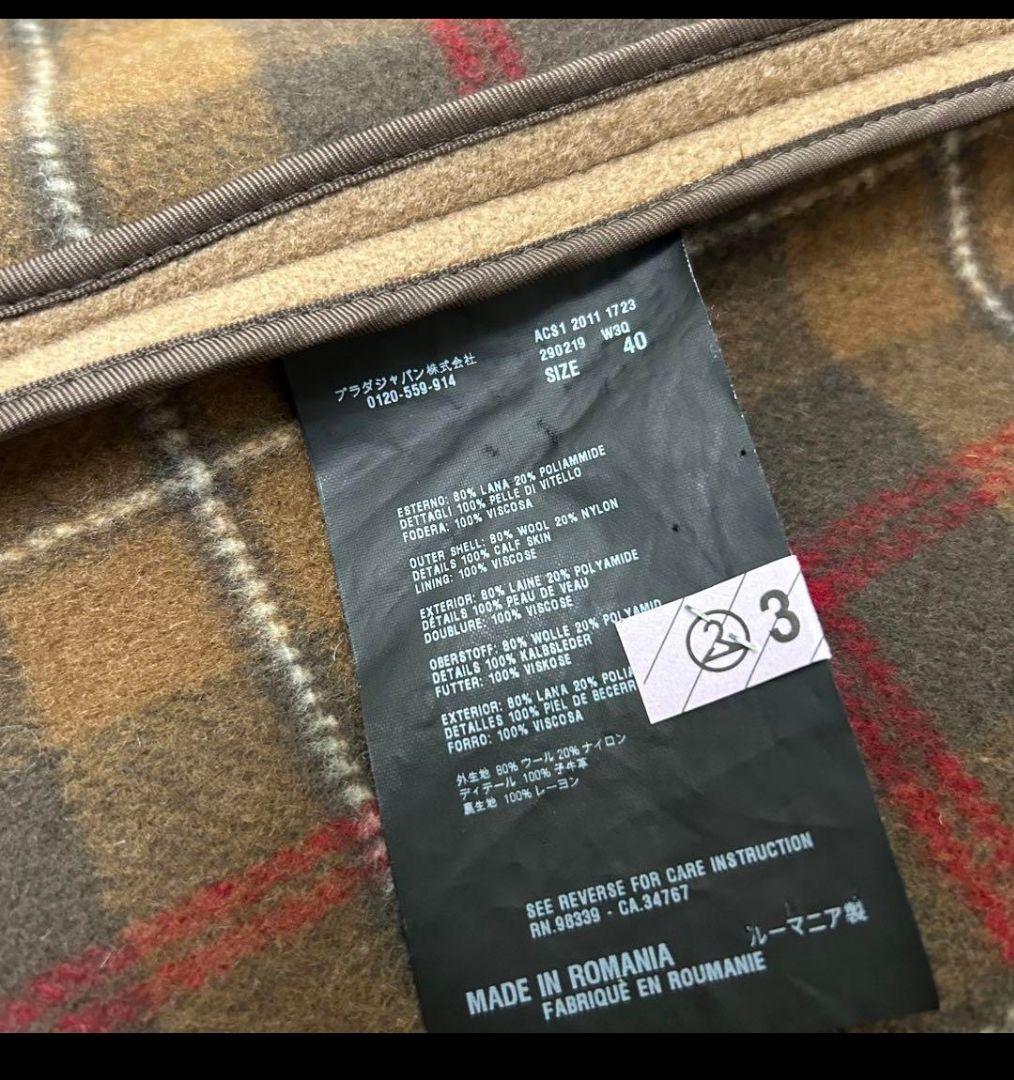 プラダジャパン株式会社
0120-559-914
ACS1 2011 1723
290219 W3Q
SIZE 40
ESTERNO: 80% LANA 20% POLIAMMIDE
DETTAGLI 100% PELLE DI VITELLO
FODERA: 100% VISCOSA
OUTER SHELL: 80% WOOL 20% NYLON
DETAILS 100% CALF SKIN
LINING: 100% VISCOSE
EXTERIOR: 80% LAINE 20% POLYAMIDE
DÉTAILS 100% PEAU DE VEAU
DOUBLURE: 100% VISCOSE
OBERSTOFF: 80% WOLLE 20% POLYAMID
DETAILS 100% KALBSLEDER
FUTTER: 100% VISKOSE
EXTERIOR: 80% LANA 20% POLIA
DETALLES 100% PIEL DE BECERR
FORRO: 100% VISCOSA
2 3
外生地 80% ウール 20% ナイロン
ディテール 100% 子牛革
裏生地 100% レーヨン
SEE REVERSE FOR CARE INSTRUCTION
RN.98339 - CA.34767
MADE IN ROMANIA ルーマニア製
FABRIQUÈ EN ROUMANIE